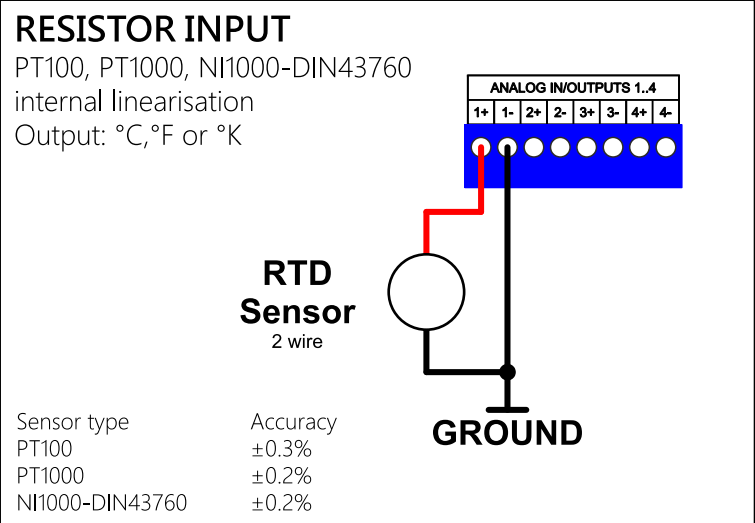 RESISTOR INPUT
PT100, PT1000, NI1000-DIN43760
internal linearisation
Output: °C,°F or °K
ANALOG IN/OUTPUTS 1..4
1+ 1- 2+ 2- 3+ 3- 4+ 4-
RTD
Sensor
2 wire
GROUND
Sensor type Accuracy
PT100 ±0.3%
PT1000 ±0.2%
NI1000-DIN43760 ±0.2%